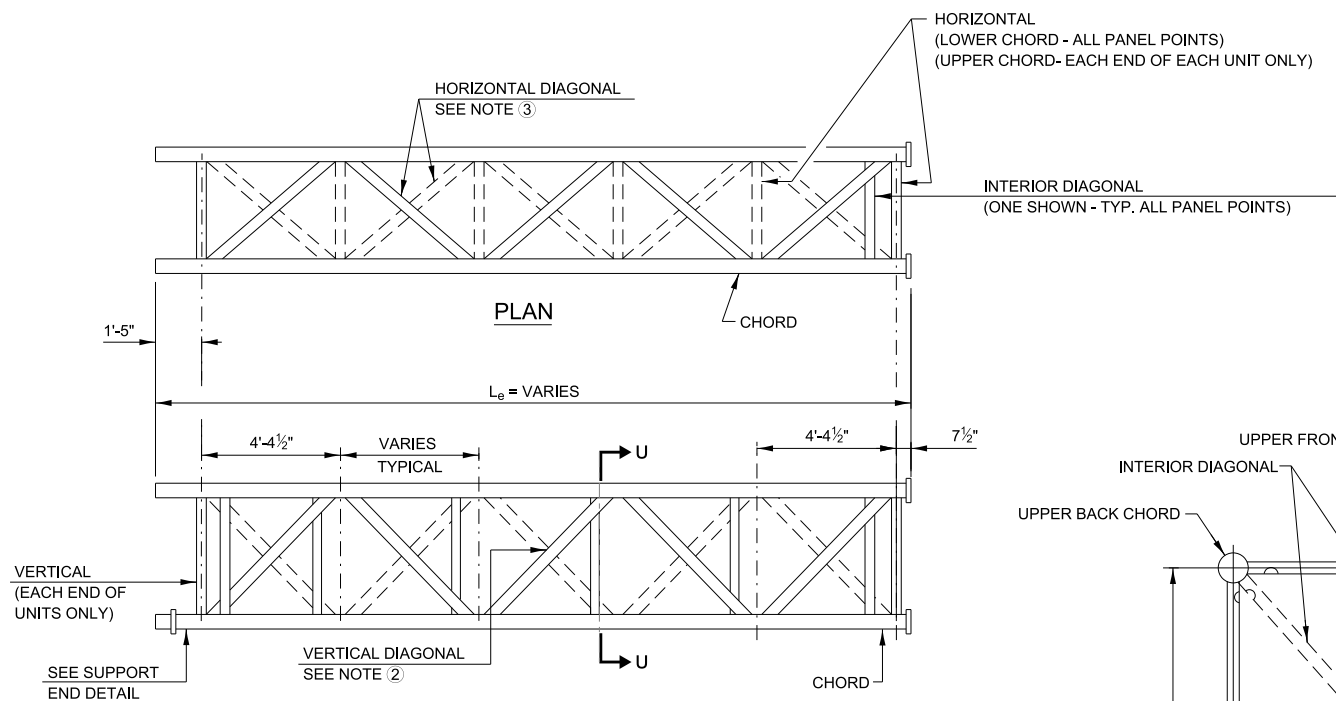 HORIZONTAL
(LOWER CHORD - ALL PANEL POINTS)
(UPPER CHORD- EACH END OF EACH UNIT ONLY)
HORIZONTAL DIAGONAL
SEE NOTE ③
INTERIOR DIAGONAL
(ONE SHOWN - TYP. ALL PANEL POINTS)
PLAN
CHORD
1'-5"
Lₑ = VARIES
4'-4½"
VARIES
TYPICAL
U
4'-4½"
7½"
UPPER FRON
INTERIOR DIAGONAL
UPPER BACK CHORD
VERTICAL
(EACH END OF
UNITS ONLY)
VERTICAL DIAGONAL
SEE NOTE ②
U
SEE SUPPORT
END DETAIL
CHORD